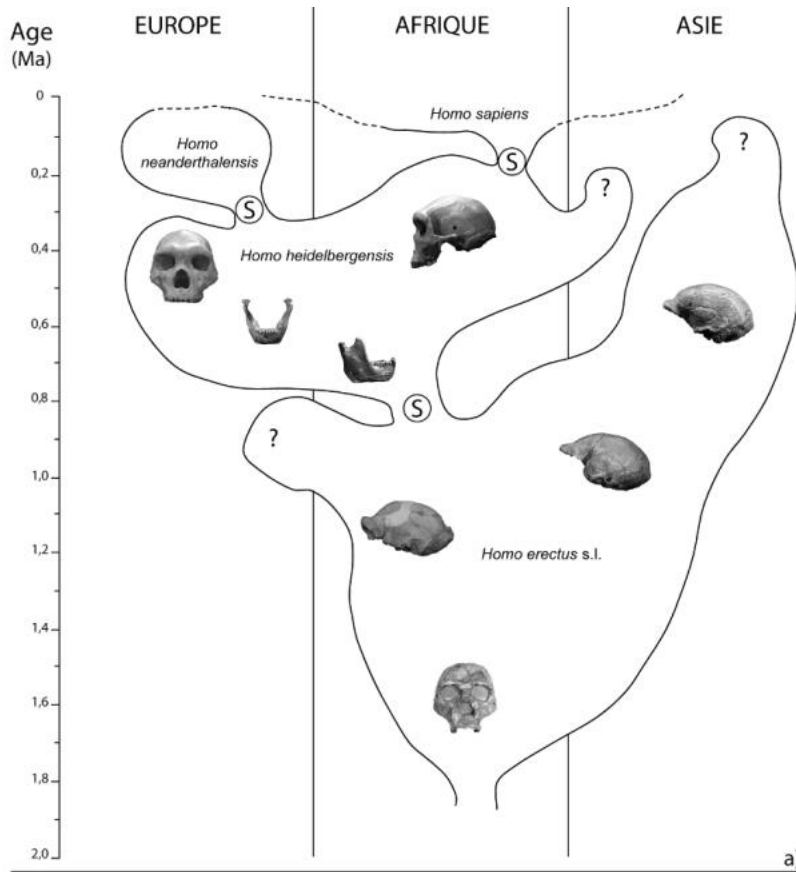 Age
(Ma)
EUROPE
AFRIQUE
ASIE
0
Homo sapiens
Homo
neanderthalensis
?
S
0,2
?
S
Homo heidelbergensis
0,4
0,6
0,8
S
?
1,0
1,2
Homo erectus s.l.
1,4
1,6
1,8
2,0
a)